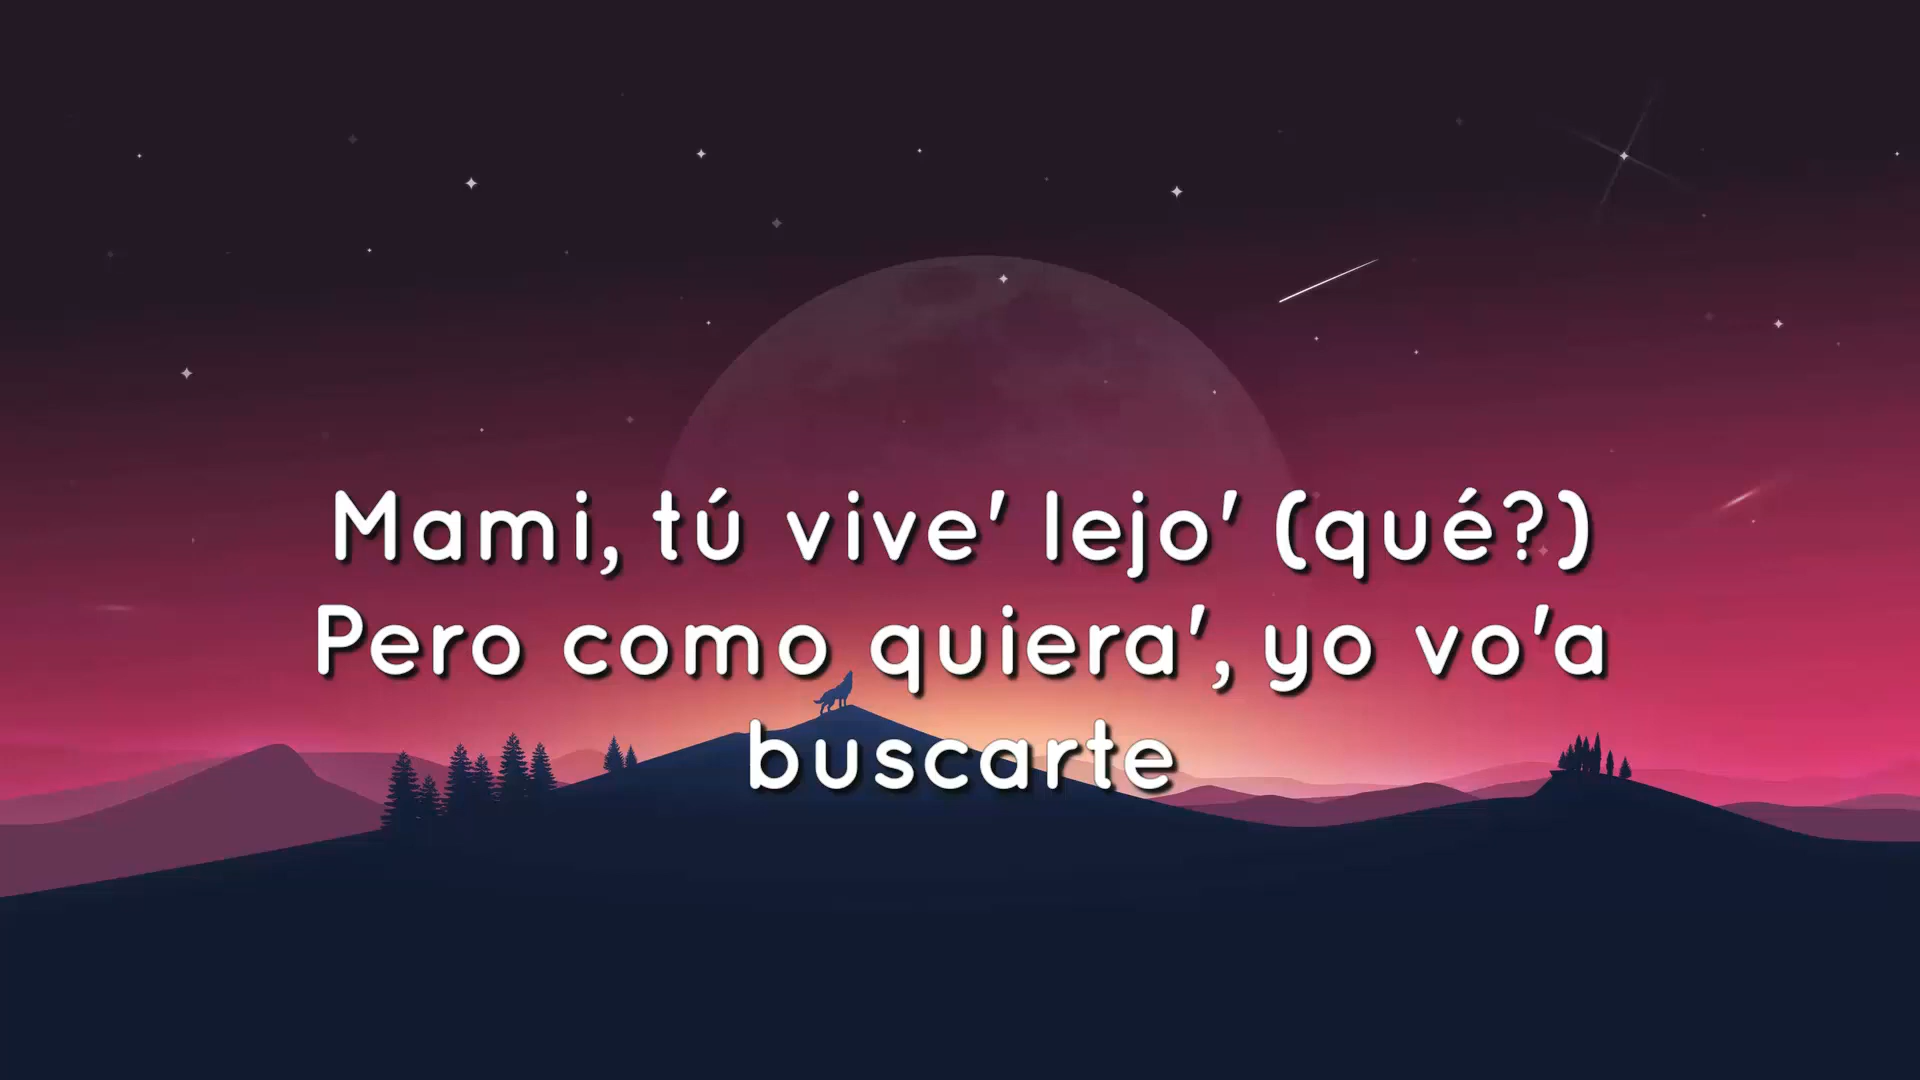 Mami, tú vive' lejo' (qué?)
Pero como quiera', yo vo'a
buscarte